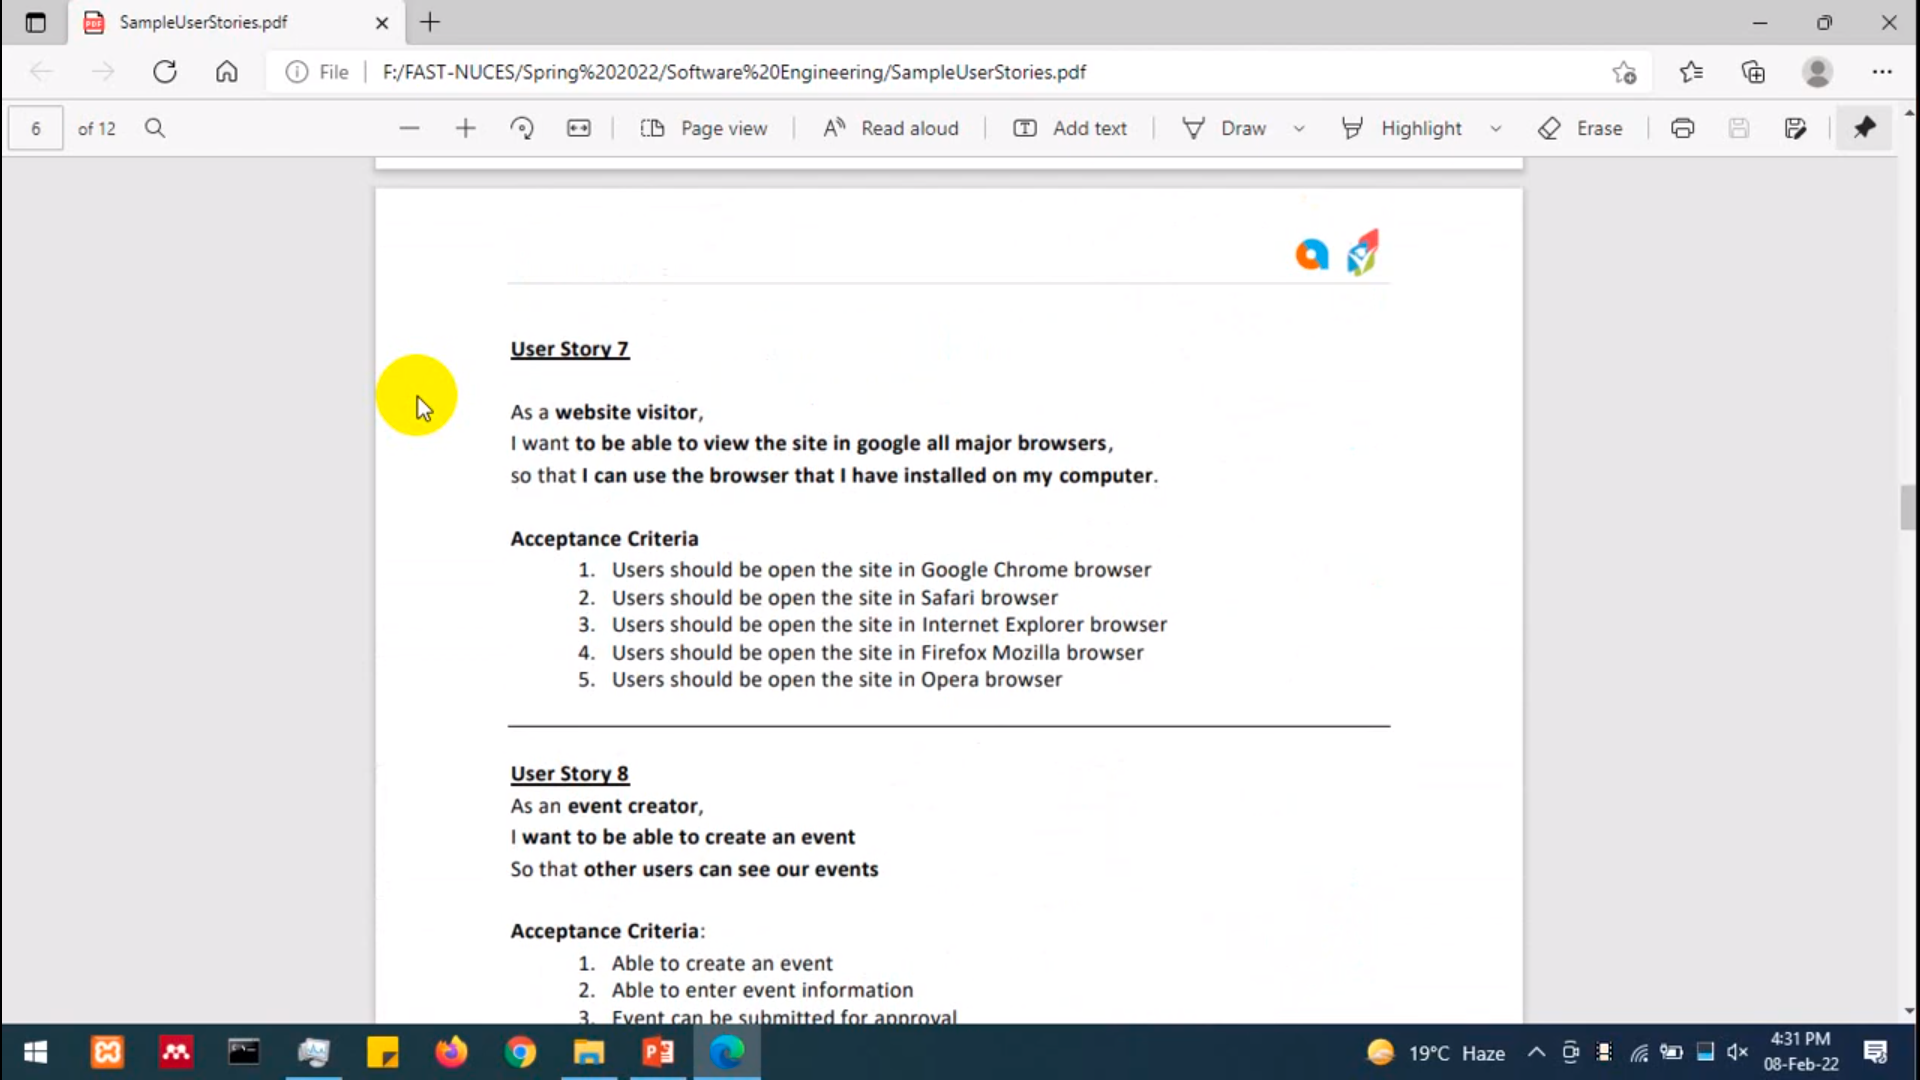 SampleUserStories.pdf
File
F:/FAST-NUCES/Spring%202022/Software%20Engineering/SampleUserStories.pdf
6 of 12
Page view
Read aloud
Add text
Draw
Highlight
Erase
User Story 7
As a website visitor,
I want to be able to view the site in google all major browsers,
so that I can use the browser that I have installed on my computer.
Acceptance Criteria
1. Users should be open the site in Google Chrome browser
2. Users should be open the site in Safari browser
3. Users should be open the site in Internet Explorer browser
4. Users should be open the site in Firefox Mozilla browser
5. Users should be open the site in Opera browser
User Story 8
As an event creator,
I want to be able to create an event
So that other users can see our events
Acceptance Criteria:
1. Able to create an event
2. Able to enter event information
3. Event can be submitted for approval
19°C Haze
4:31 PM
08-Feb-22